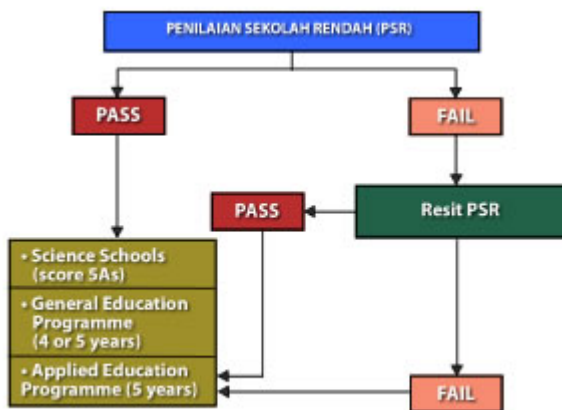 PENILAIAN SEKOLAH RENDAH (PSR)
PASS
FAIL
PASS
Resit PSR
• Science Schools
(score 5As)
• General Education
Programme
(4 or 5 years)
• Applied Education
Programme (5 years)
FAIL